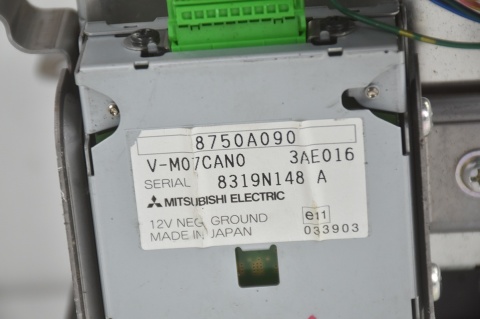 8750A090
V-M07CAN0 3AE016
SERIAL 8319N148 A
MITSUBISHI ELECTRIC
12V NEG GROUND
MADE IN JAPAN
e11
033903